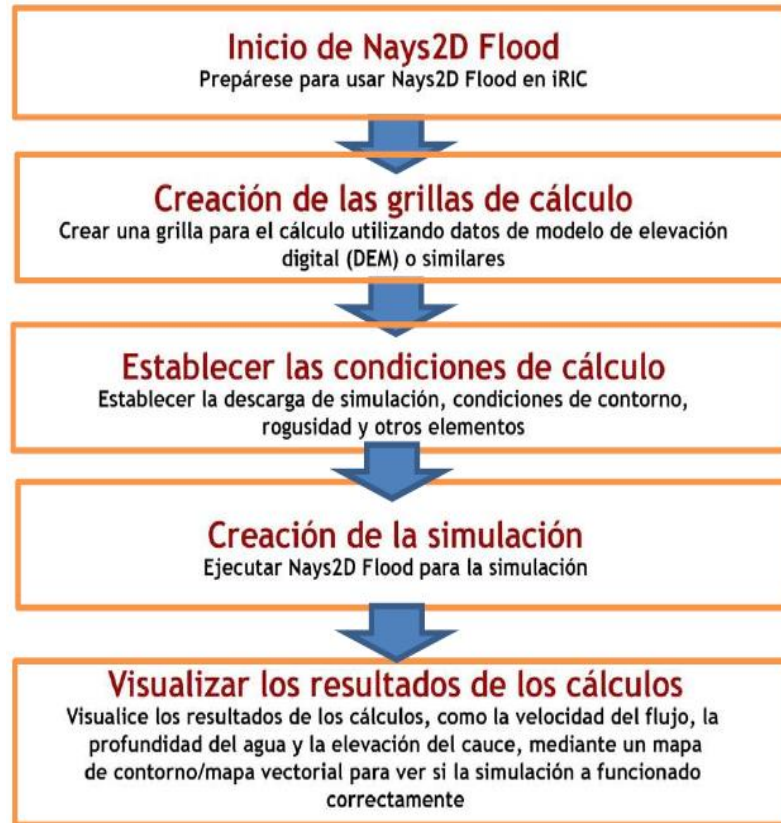 Inicio de Nays2D Flood
Prepárese para usar Nays2D Flood en iRIC
Creación de las grillas de cálculo
Crear una grilla para el cálculo utilizando datos de modelo de elevación
digital (DEM) o similares
Establecer las condiciones de cálculo
Establecer la descarga de simulación, condiciones de contorno,
rogusidad y otros elementos
Creación de la simulación
Ejecutar Nays2D Flood para la simulación
Visualizar los resultados de los cálculos
Visualice los resultados de los cálculos, como la velocidad del flujo, la
profundidad del agua y la elevación del cauce, mediante un mapa
de contorno/mapa vectorial para ver si la simulación a funcionado
correctamente